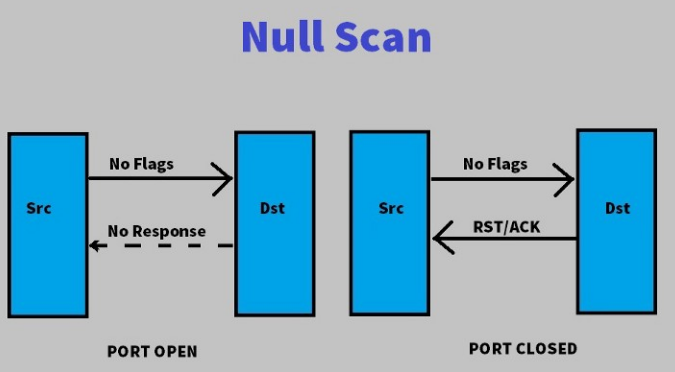 Null Scan
No Flags
Src
Dst
No Response
PORT OPEN
No Flags
Src
Dst
RST/ACK
PORT CLOSED